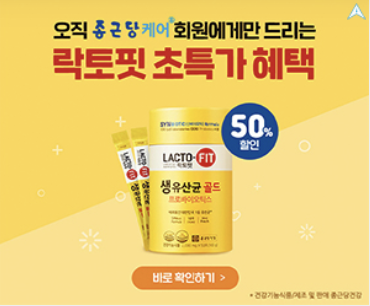 오직 종근당케어 회원에게만 드리는
락토핏 초특가 혜택
50%
할인
LACTO-FIT
락토핏
생유산균 골드
프로바이오틱스
바로 확인하기 >
* 건강기능식품/제조 및 판매 종근당건강